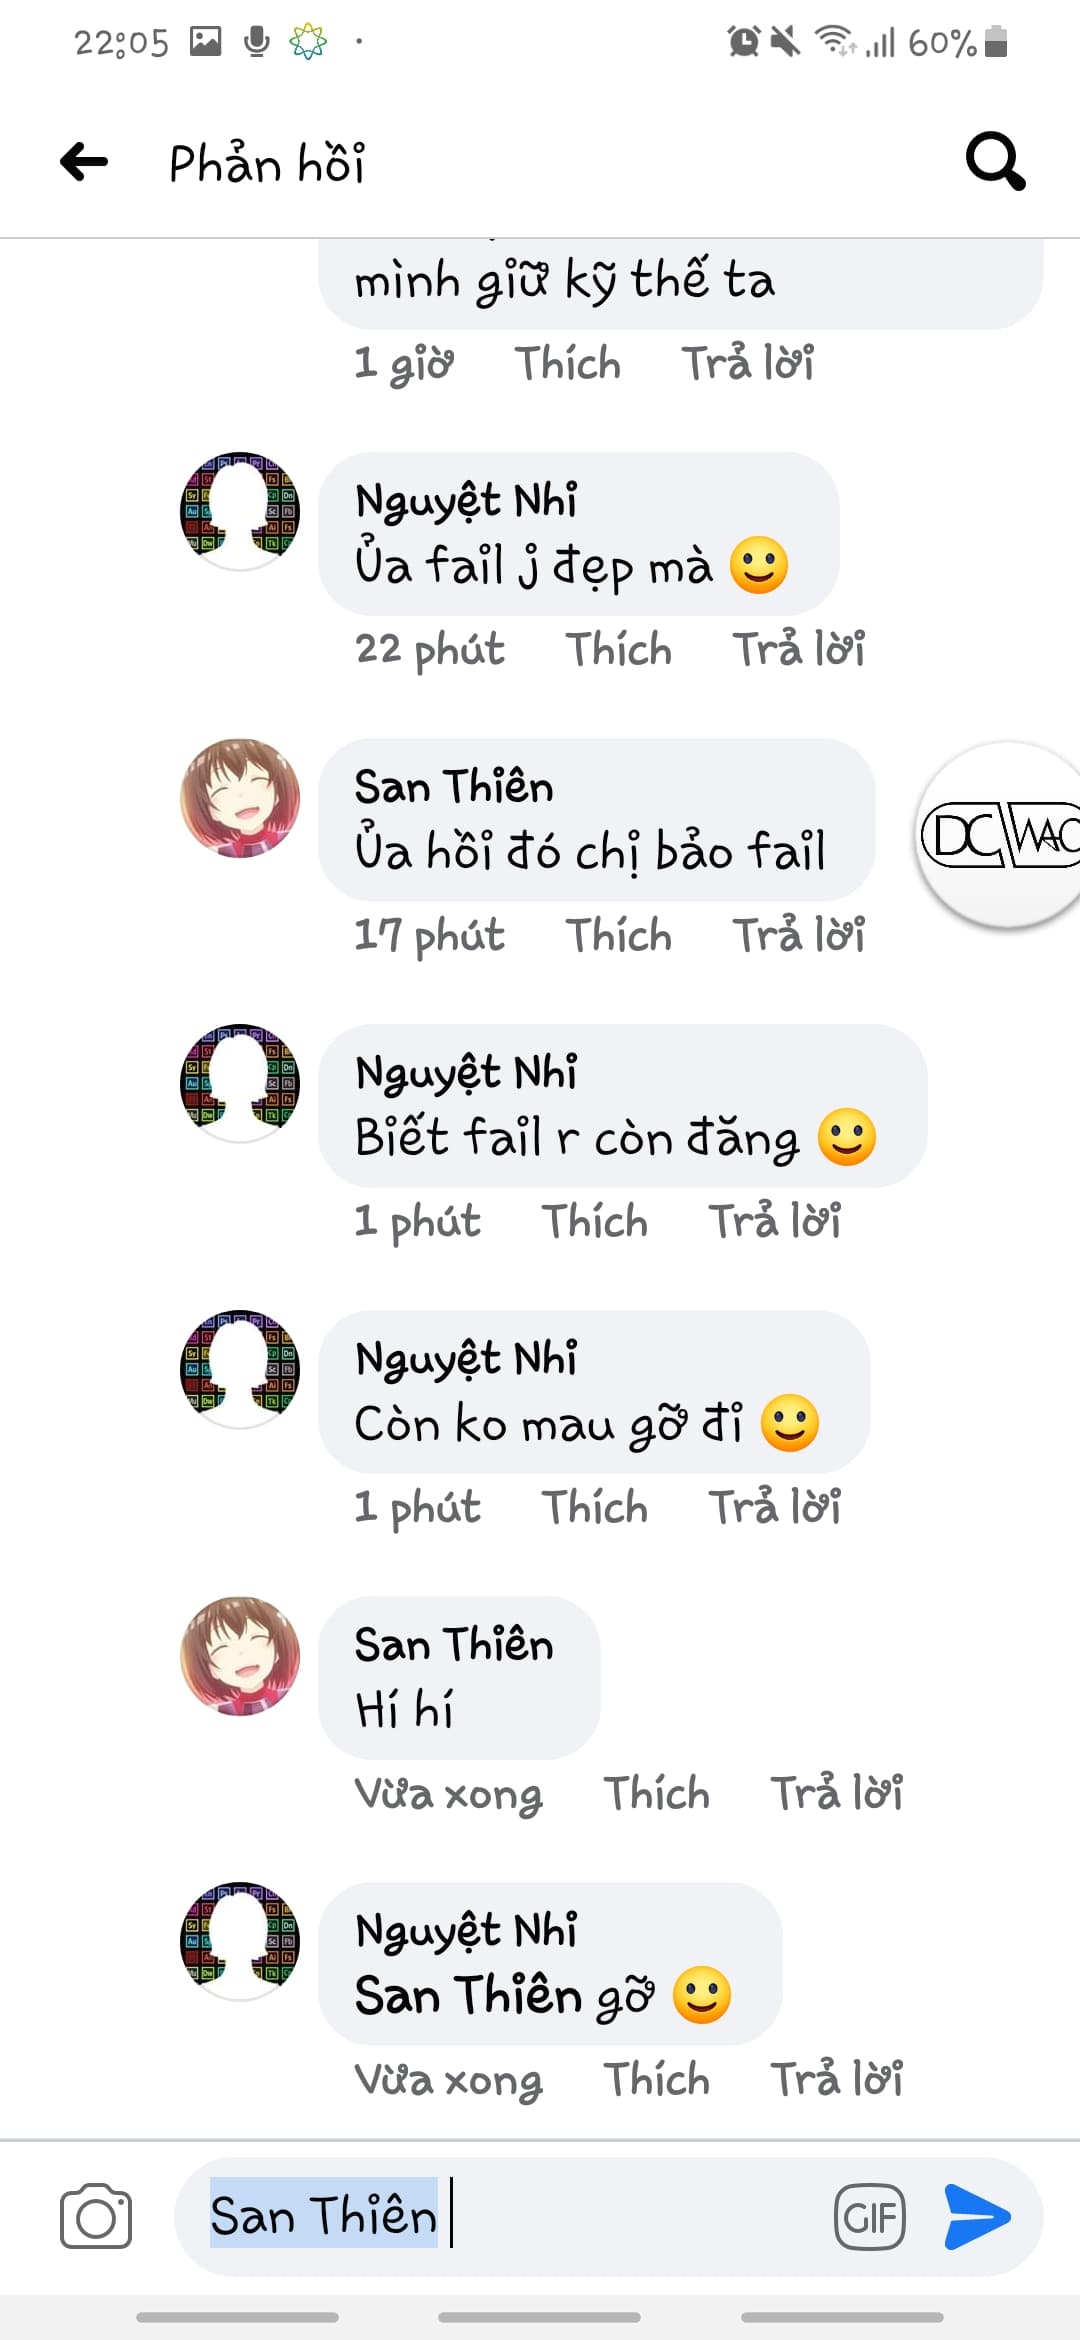 22:05
60%
Phản hồi
mình giữ kỹ thế ta
1 giờ Thích Trả lời
Nguyệt Nhi
Ủa fail j đẹp mà 🙂
22 phút Thích Trả lời
San Thiên
Ủa hồi đó chị bảo fail
17 phút Thích Trả lời
DC WAC
Nguyệt Nhi
Biết fail r còn đăng 🙂
1 phút Thích Trả lời
Nguyệt Nhi
Còn ko mau gỡ đi 🙂
1 phút Thích Trả lời
San Thiên
Hí hí
Vừa xong Thích Trả lời
Nguyệt Nhi
San Thiên gỡ 🙂
Vừa xong Thích Trả lời
San Thiên
GIF